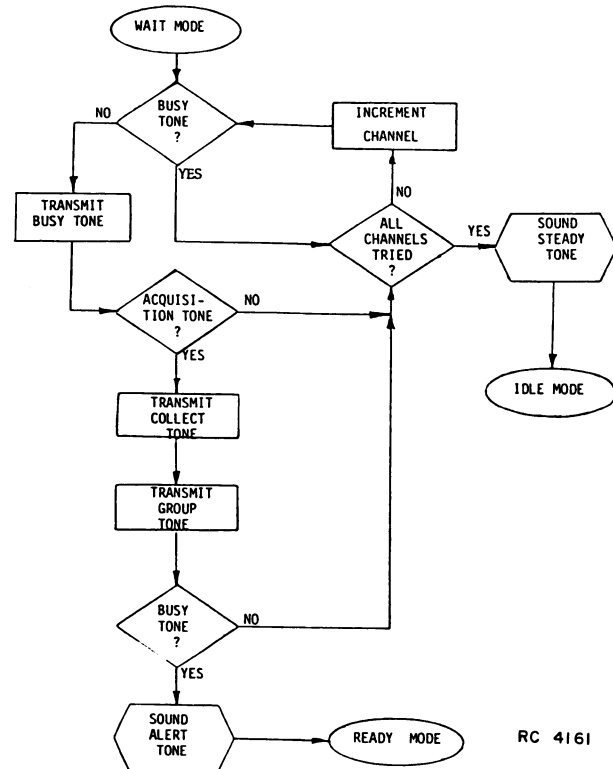 WAIT MODE
BUSY
TONE
?
NO
YES
INCREMENT
CHANNEL
TRANSMIT
BUSY TONE
NO
ALL
CHANNELS
TRIED
?
YES
SOUND
STEADY
TONE
ACQUISI-
TION TONE
?
NO
YES
IDLE MODE
TRANSMIT
COLLECT
TONE
TRANSMIT
GROUP
TONE
BUSY
TONE
?
NO
YES
SOUND
ALERT
TONE
READY MODE
RC 4161